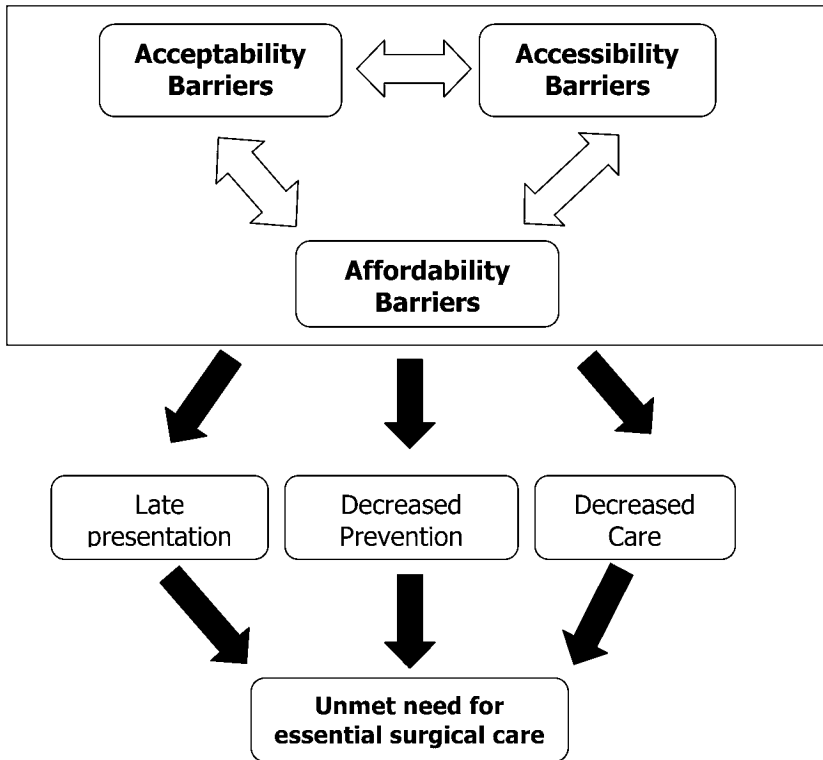 Acceptability
Barriers
Accessibility
Barriers
Affordability
Barriers
Late
presentation
Decreased
Prevention
Decreased
Care
Unmet need for
essential surgical care